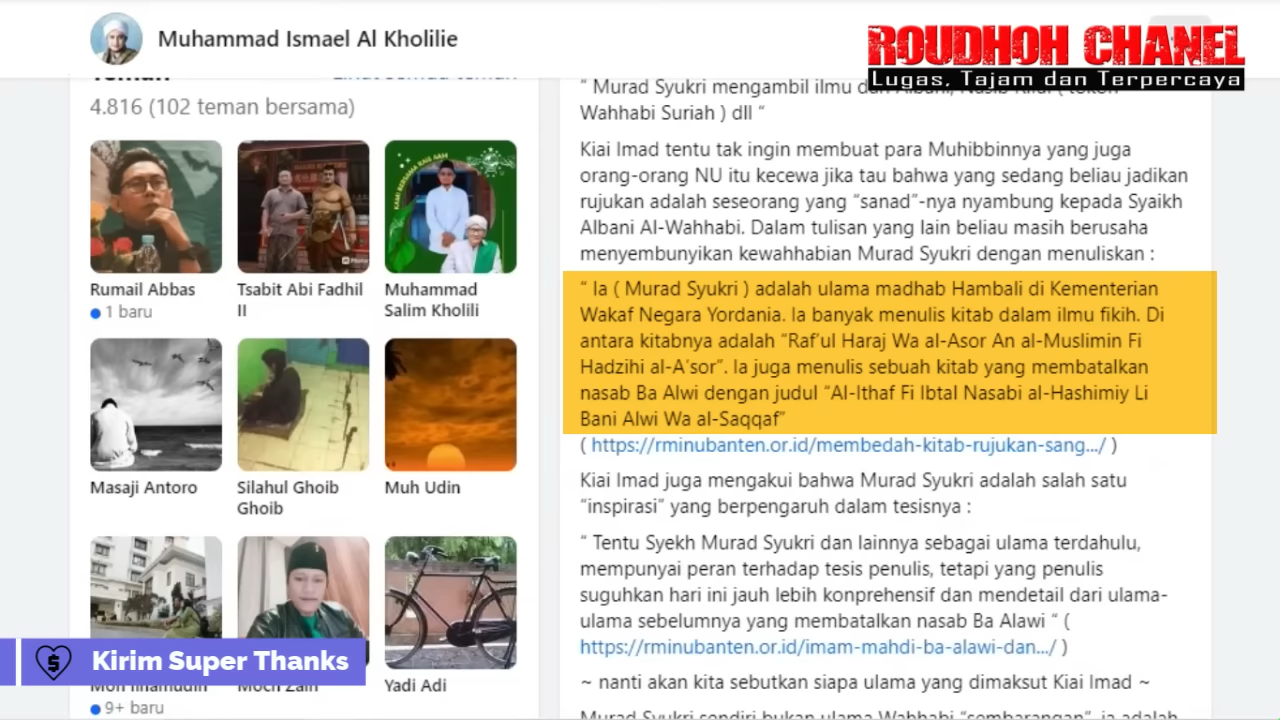 Muhammad Ismael Al Kholilie
ROUDHOH CHANEL
Lugas, Tajam dan Terpercaya
4.816 (102 teman bersama)
Rumail Abbas
1 baru
Tsabit Abi Fadhil
II
Muhammad
Salim Kholili
Masaji Antoro
Silahul Ghoib
Ghoib
Muh Udin
Yadi Adi
9+ baru
Kirim Super Thanks
“ Murad Syukri mengambil ilmu
Wahhabi Suriah ) dll “
Kiai Imad tentu tak ingin membuat para Muhibbinnya yang juga
orang-orang NU itu kecewa jika tau bahwa yang sedang beliau jadikan
rujukan adalah seseorang yang “sanad”-nya nyambung kepada Syaikh
Albani Al-Wahhabi. Dalam tulisan yang lain beliau masih berusaha
menyembunyikan kewahhabian Murad Syukri dengan menuliskan :
“ Ia ( Murad Syukri ) adalah ulama madhab Hambali di Kementerian
Wakaf Negara Yordania. Ia banyak menulis kitab dalam ilmu fikih. Di
antara kitabnya adalah “Raf’ul Haraj Wa al-Asor An al-Muslimin Fi
Hadzihi al-A’sor”. Ia juga menulis sebuah kitab yang membatalkan
nasab Ba Alwi dengan judul “Al-Ithaf Fi Ibtal Nasabi al-Hashimiy Li
Bani Alwi Wa al-Saqqaf”
( https://rminubanten.or.id/membedah-kitab-rujukan-sang.../ )
Kiai Imad juga mengakui bahwa Murad Syukri adalah salah satu
“inspirasi” yang berpengaruh dalam tesisnya :
“ Tentu Syekh Murad Syukri dan lainnya sebagai ulama terdahulu,
mempunyai peran terhadap tesis penulis, tetapi yang penulis
suguhkan hari ini jauh lebih konprehensif dan mendetail dari ulama-
ulama sebelumnya yang membatalkan nasab Ba Alawi “ (
https://rminubanten.or.id/imam-mahdi-ba-alawi-dan.../ )
~ nanti akan kita sebutkan siapa ulama yang dimaksut Kiai Imad ~
Murad Syukri sendiri bukan ulama Wahhabi “sembarangan”, ia adalah